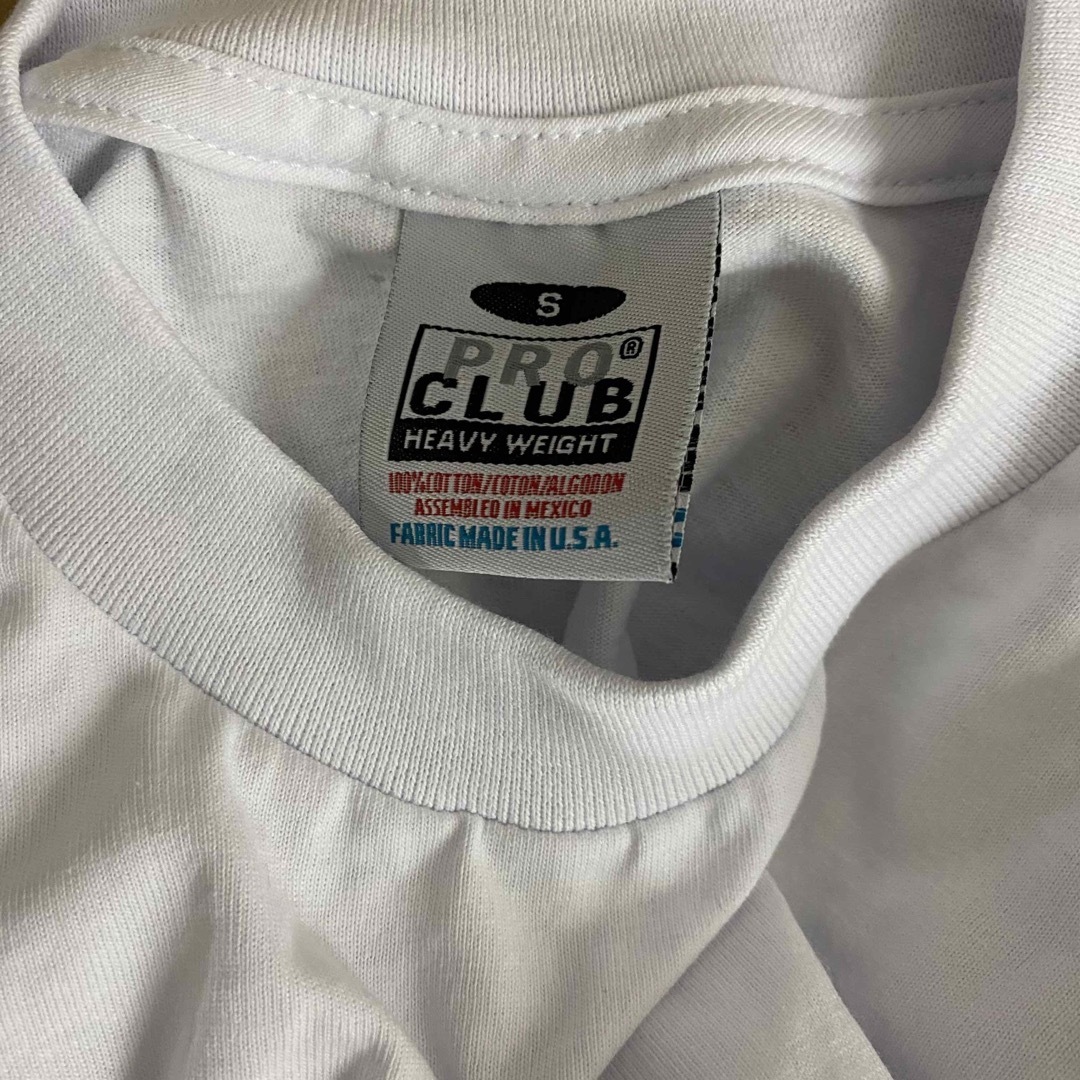 S
PRO®
CLUB
HEAVY WEIGHT
100%COTTON/COTON/ALGODON
ASSEMBLED IN MEXICO
FABRIC MADE IN U.S.A.